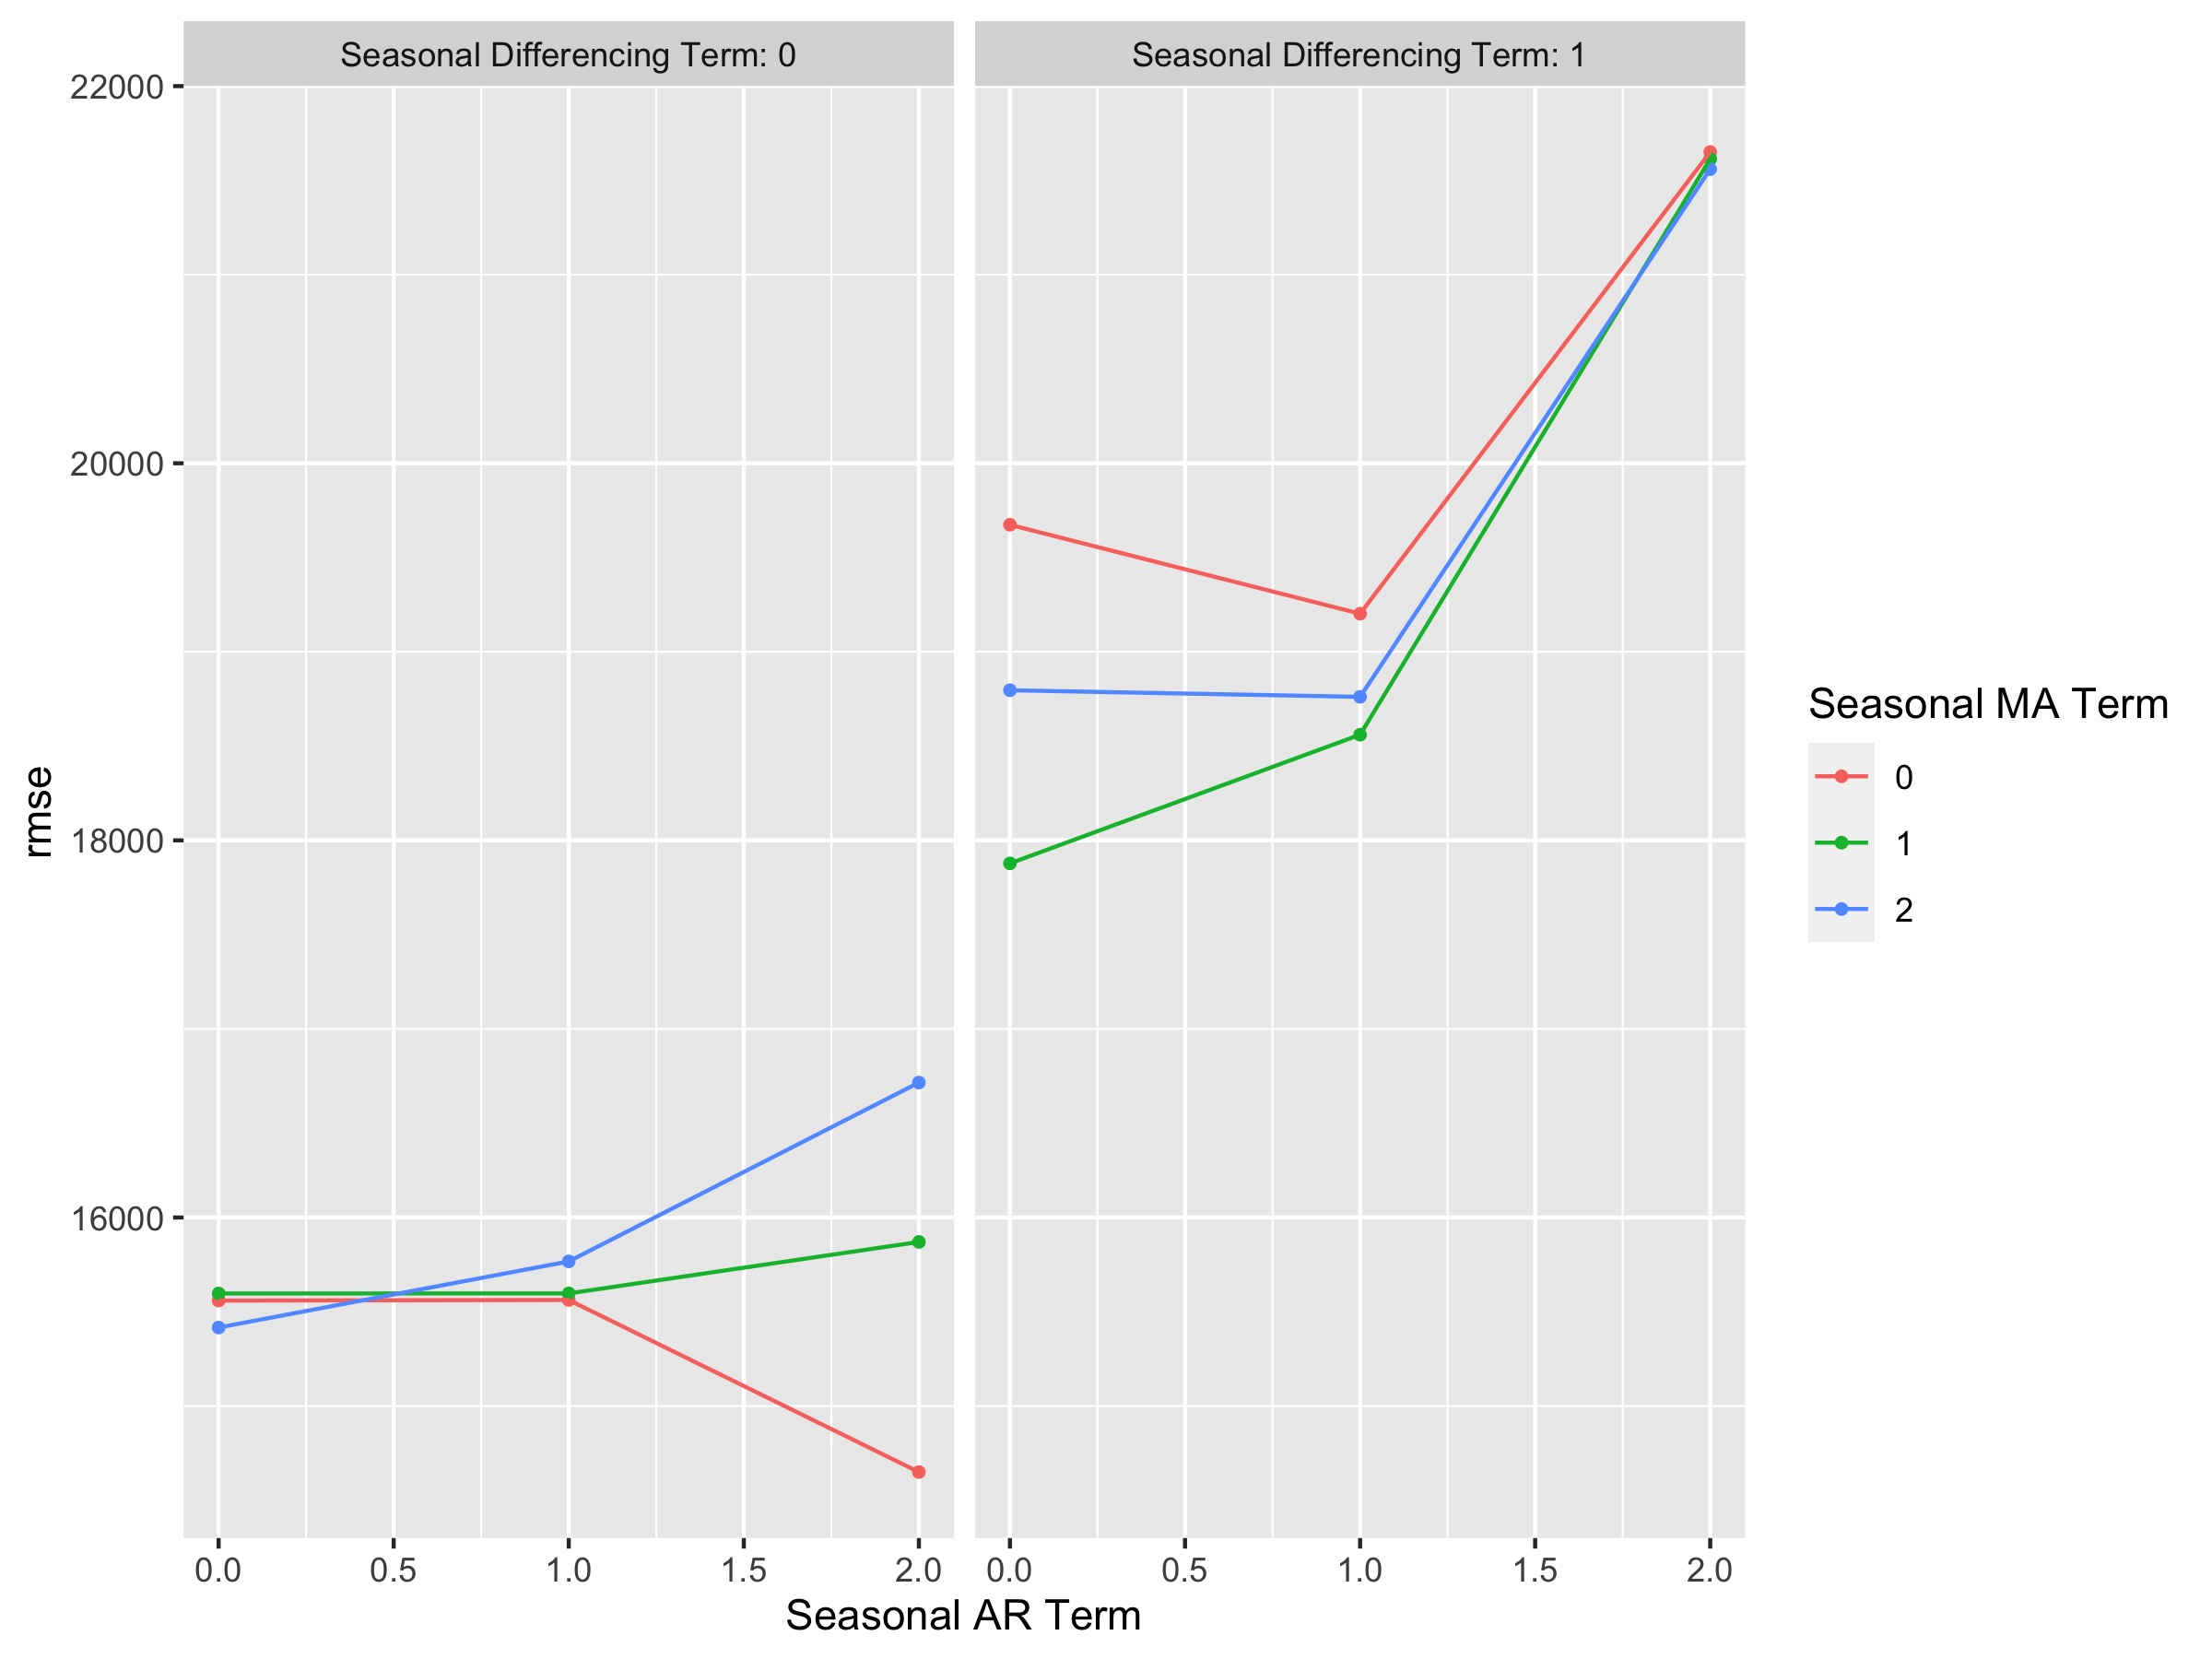 Seasonal Differencing Term: 0
Seasonal Differencing Term: 1
22000
20000
18000
16000
rmse
0.0 0.5 1.0 1.5 2.0
0.0 0.5 1.0 1.5 2.0
Seasonal AR Term
Seasonal MA Term
0
1
2